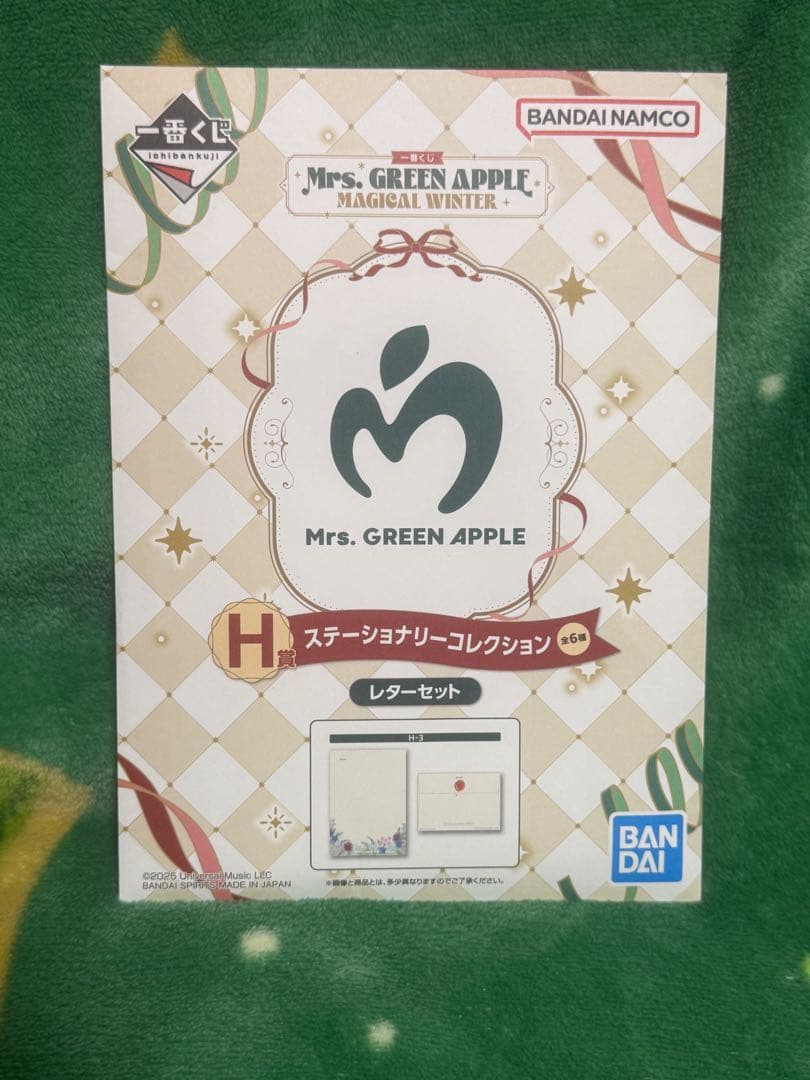 一番くじ
ichibankuji
BANDAI NAMCO
一番くじ
Mrs. GREEN APPLE
MAGICAL WINTER
Mrs. GREEN APPLE
H賞 ステーショナリーコレクション 全6種
レターセット
H-3
©2025 Universal Music LLC
BANDAI SPIRITS MADE IN JAPAN
※画像と商品とは、多少異なりますのでご了承ください。
BAN
DAI